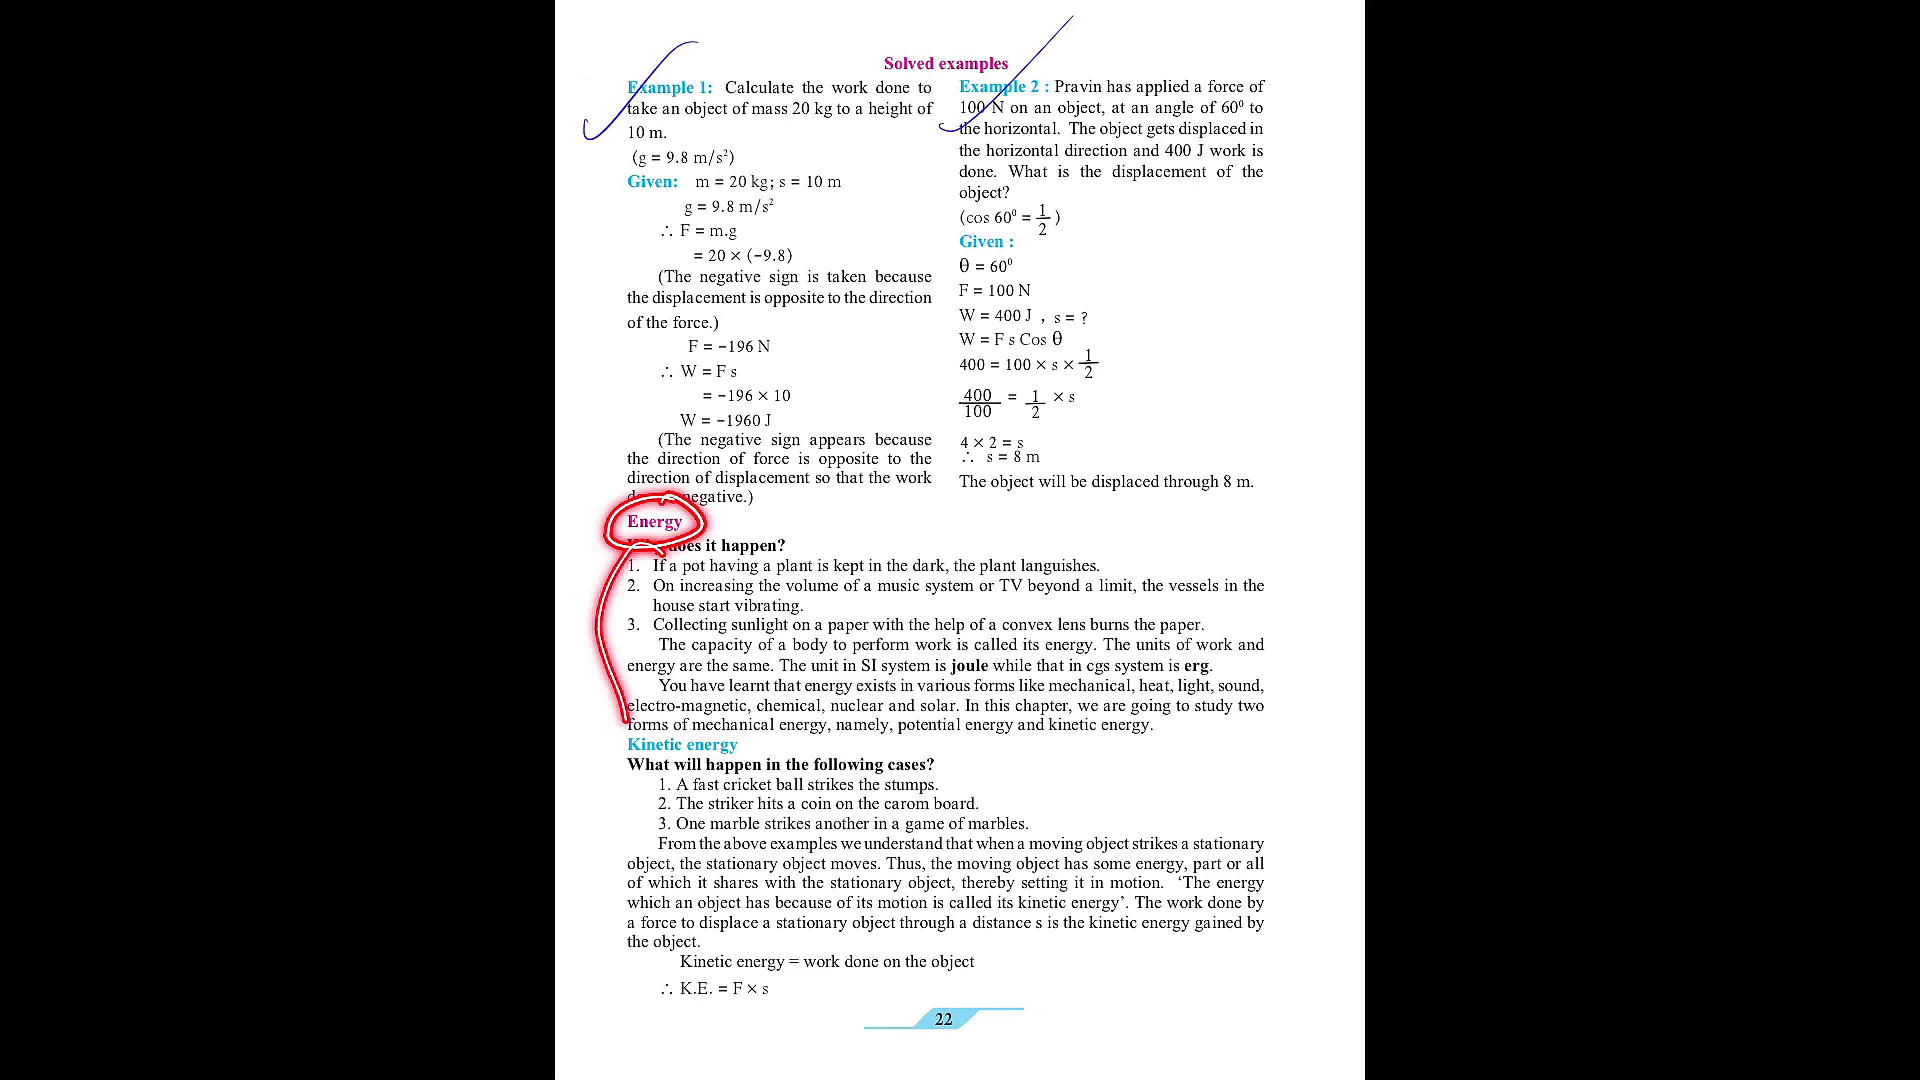 Solved examples
Example 1: Calculate the work done to
take an object of mass 20 kg to a height of
10 m.
(g = 9.8 m/s²)
Given: m = 20 kg; s = 10 m
g = 9.8 m/s²
∴ F = m.g
= 20 × (−9.8)
(The negative sign is taken because
the displacement is opposite to the direction
of the force.)
F = −196 N
∴ W = F s
= −196 × 10
W = −1960 J
(The negative sign appears because
the direction of force is opposite to the
direction of displacement so that the work
negative.)
Example 2 : Pravin has applied a force of
100 N on an object, at an angle of 60⁰ to
the horizontal. The object gets displaced in
the horizontal direction and 400 J work is
done. What is the displacement of the
object?
(cos 60⁰ = 1/2)
Given :
θ = 60⁰
F = 100 N
W = 400 J , s = ?
W = F s Cos θ
400 = 100 × s × 1/2
400/100 = 1/2 × s
4 × 2 = s
∴ s = 8 m
The object will be displaced through 8 m.
Energy
does it happen?
1. If a pot having a plant is kept in the dark, the plant languishes.
2. On increasing the volume of a music system or TV beyond a limit, the vessels in the
house start vibrating.
3. Collecting sunlight on a paper with the help of a convex lens burns the paper.
The capacity of a body to perform work is called its energy. The units of work and
energy are the same. The unit in SI system is joule while that in cgs system is erg.
You have learnt that energy exists in various forms like mechanical, heat, light, sound,
electro-magnetic, chemical, nuclear and solar. In this chapter, we are going to study two
forms of mechanical energy, namely, potential energy and kinetic energy.
Kinetic energy
What will happen in the following cases?
1. A fast cricket ball strikes the stumps.
2. The striker hits a coin on the carom board.
3. One marble strikes another in a game of marbles.
From the above examples we understand that when a moving object strikes a stationary
object, the stationary object moves. Thus, the moving object has some energy, part or all
of which it shares with the stationary object, thereby setting it in motion. ‘The energy
which an object has because of its motion is called its kinetic energy’. The work done by
a force to displace a stationary object through a distance s is the kinetic energy gained by
the object.
Kinetic energy = work done on the object
∴ K.E. = F × s
22